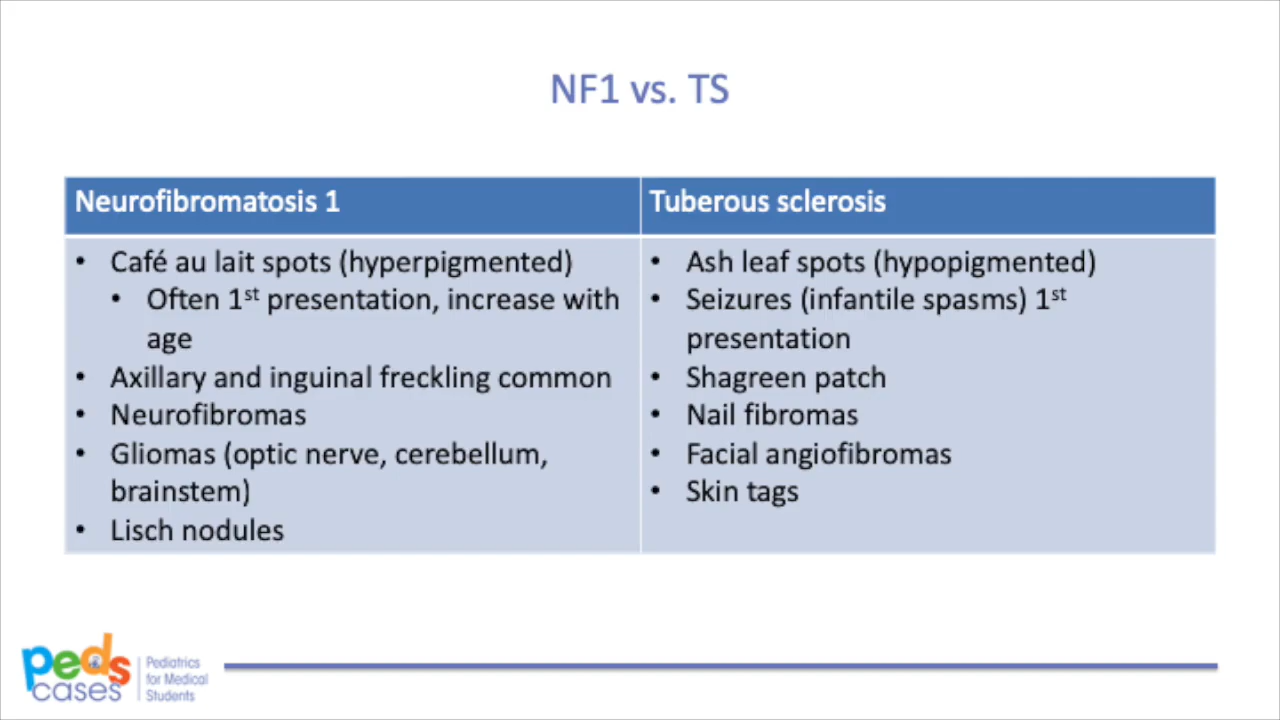 NF1 vs. TS
Neurofibromatosis 1
• Café au lait spots (hyperpigmented)
• Often 1st presentation, increase with
age
• Axillary and inguinal freckling common
• Neurofibromas
• Gliomas (optic nerve, cerebellum,
brainstem)
• Lisch nodules
Tuberous sclerosis
• Ash leaf spots (hypopigmented)
• Seizures (infantile spasms) 1st
presentation
• Shagreen patch
• Nail fibromas
• Facial angiofibromas
• Skin tags
peds
cases
Pediatrics
for Medical
Students